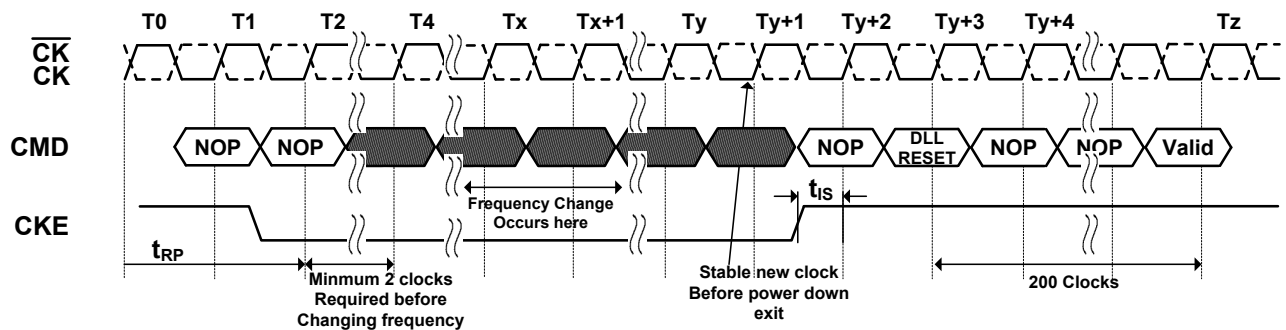 T0 T1 T2 T4 Tx Tx+1 Ty Ty+1 Ty+2 Ty+3 Ty+4 Tz
CK
CK
CMD
NOP NOP NOP DLL RESET NOP NOP Valid
Frequency Change
Occurs here
tIS
CKE
tRP
Minmum 2 clocks
Required before
Changing frequency
Stable new clock
Before power down
exit
200 Clocks